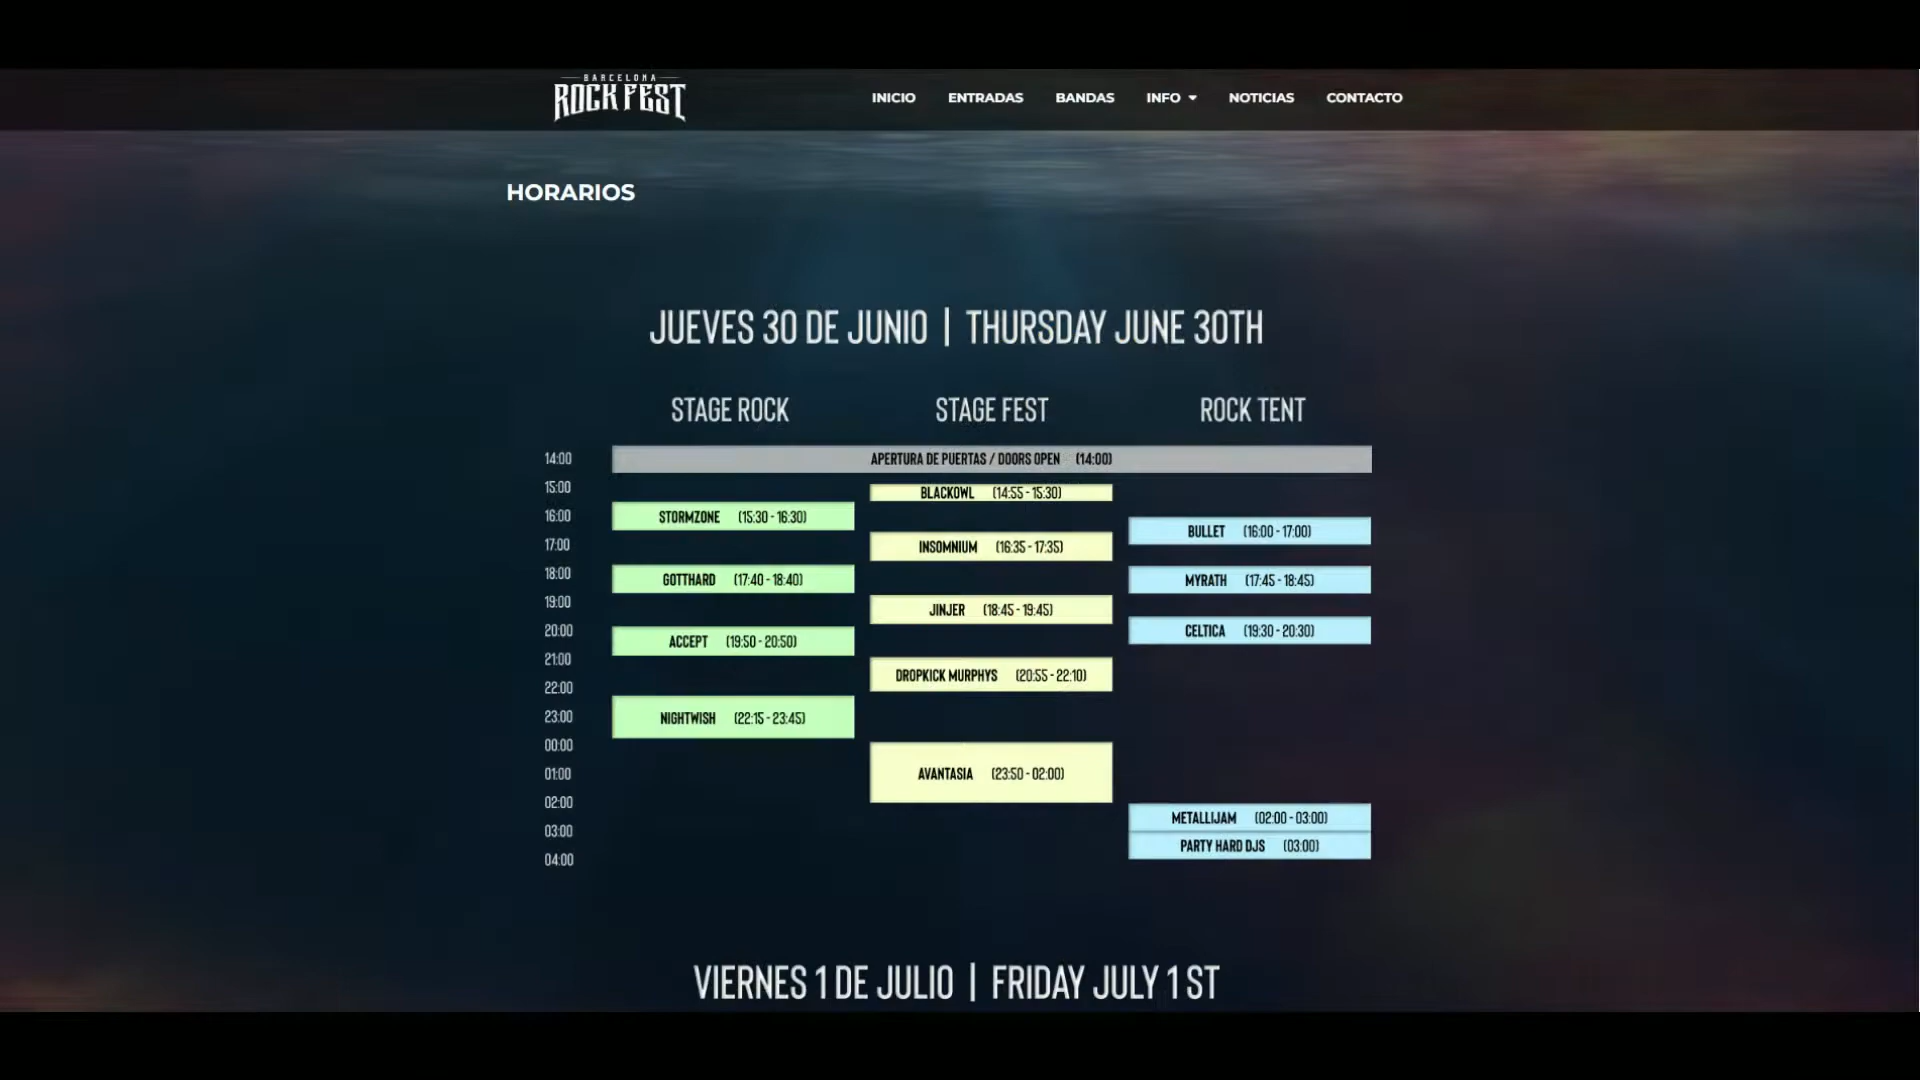 BARCELONA
ROCK FEST
INICIO ENTRADAS BANDAS INFO NOTICIAS CONTACTO
HORARIOS
JUEVES 30 DE JUNIO | THURSDAY JUNE 30TH
STAGE ROCK STAGE FEST ROCK TENT
14:00 APERTURA DE PUERTAS / DOORS OPEN (14:00)
15:00 BLACKOWL (14:55 - 15:30)
16:00 STORMZONE (15:30 - 16:30)
BULLET (16:00 - 17:00)
17:00 INSOMNIUM (16:35 - 17:35)
18:00 GOTTHARD (17:40 - 18:40) MYRATH (17:45 - 18:45)
19:00 JINJER (18:45 - 19:45)
20:00 CELTICA (19:30 - 20:30)
ACCEPT (19:50 - 20:50)
21:00 DROPKICK MURPHYS (20:55 - 22:10)
22:00
23:00 NIGHTWISH (22:15 - 23:45)
00:00
01:00 AVANTASIA (23:50 - 02:00)
02:00
METALLIJAM (02:00 - 03:00)
03:00
PARTY HARD DJS (03:00)
04:00
VIERNES 1 DE JULIO | FRIDAY JULY 1ST